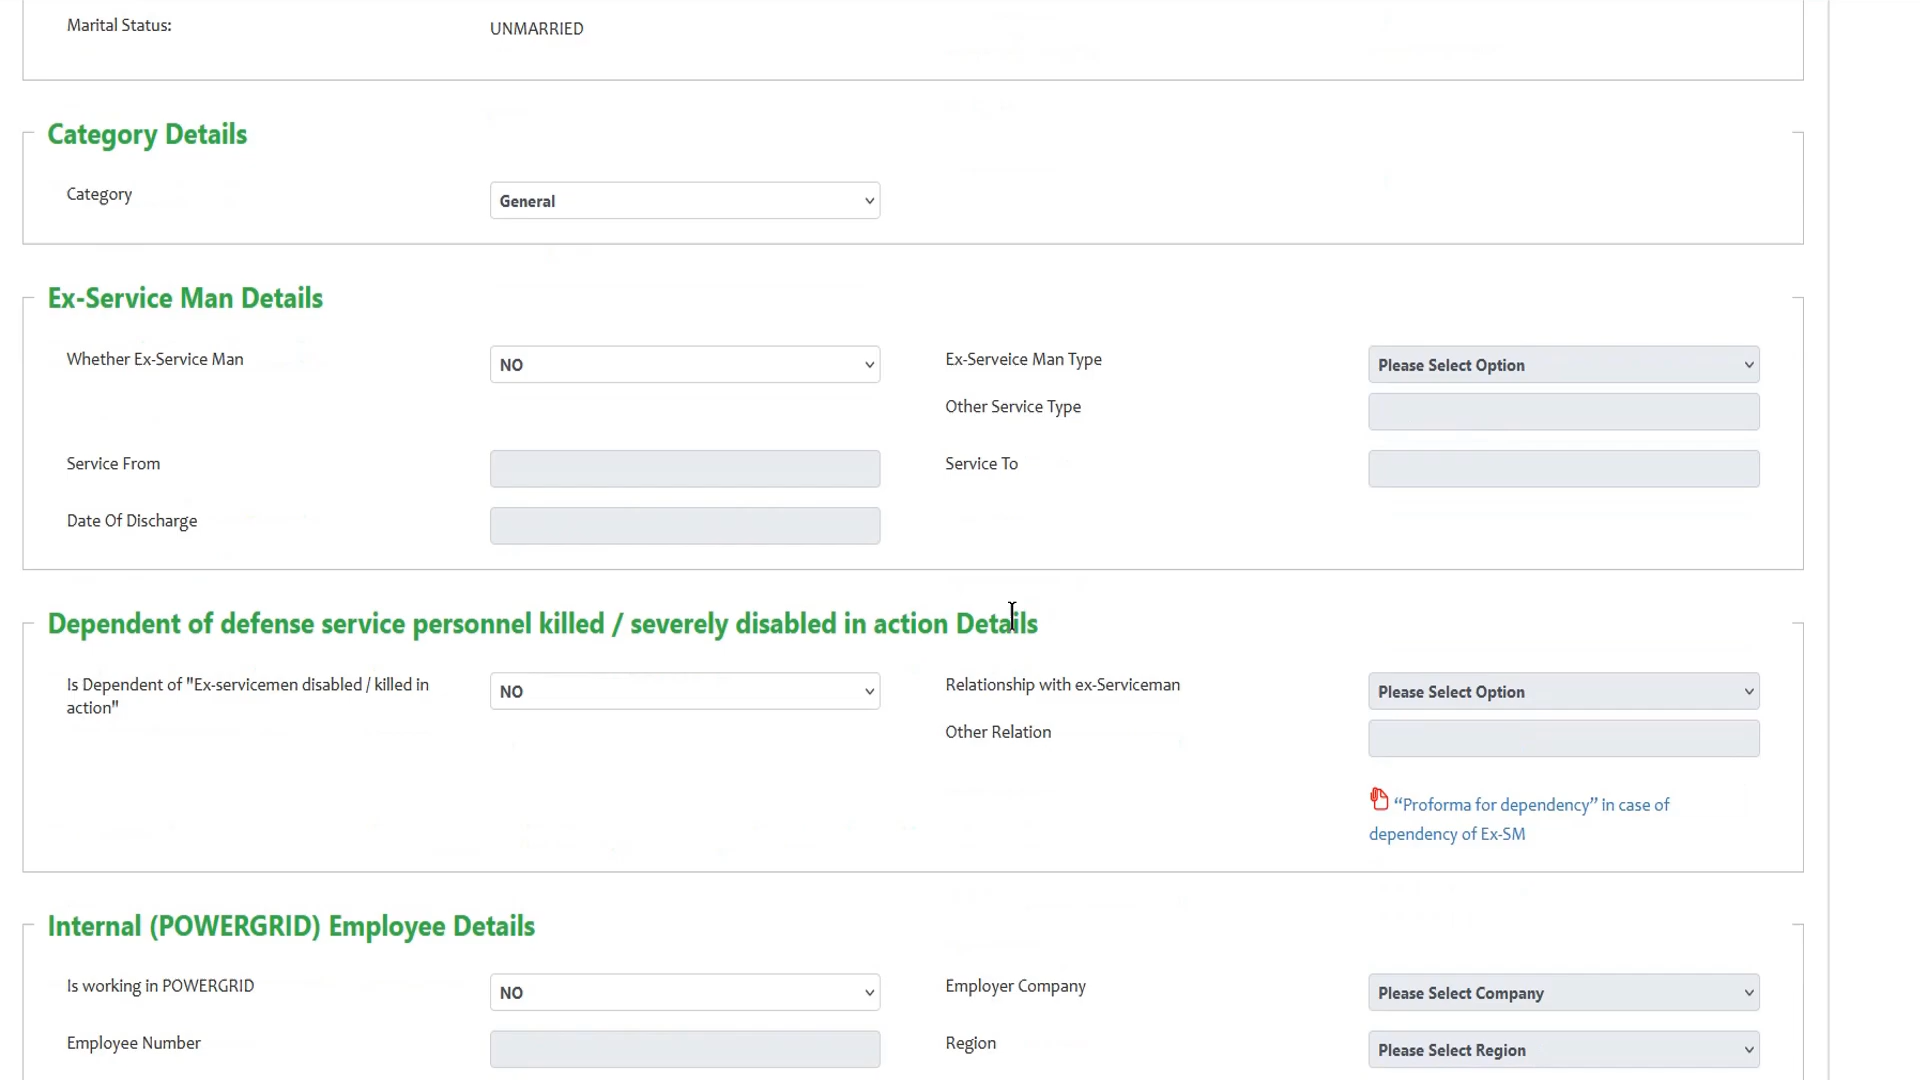 Marital Status:
UNMARRIED
Category Details
Category
General
Ex-Service Man Details
Whether Ex-Service Man
NO
Ex-Serveice Man Type
Please Select Option
Other Service Type
Service From
Service To
Date Of Discharge
Dependent of defense service personnel killed / severely disabled in action Details
Is Dependent of "Ex-servicemen disabled / killed in
action"
NO
Relationship with ex-Serviceman
Please Select Option
Other Relation
“Proforma for dependency” in case of
dependency of Ex-SM
Internal (POWERGRID) Employee Details
Is working in POWERGRID
NO
Employer Company
Please Select Company
Employee Number
Region
Please Select Region